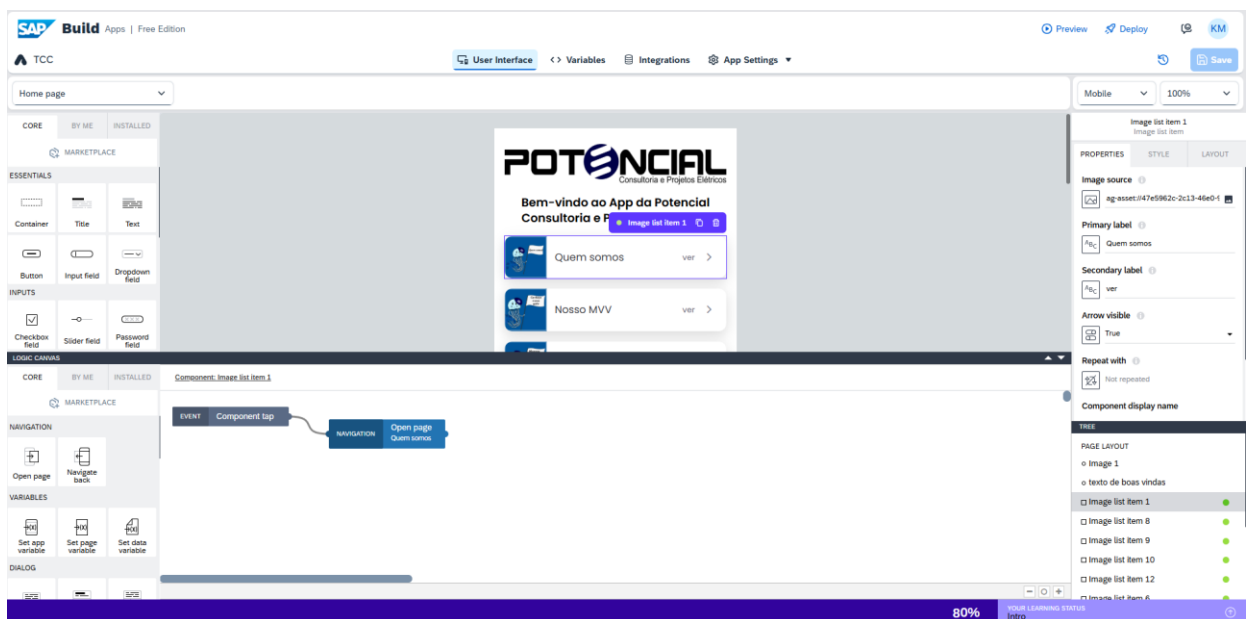 SAP Build Apps | Free Edition
Preview Deploy KM
TCC User Interface <> Variables Integrations App Settings Save
Home page Mobile 100%
CORE BY ME INSTALLED
MARKETPLACE
ESSENTIALS
Container Title Text
Button Input field Dropdown field
INPUTS
Checkbox field Slider field Password field
POTENCIAL
Consultoria e Projetos Elétricos
Bem-vindo ao App da Potencial
Consultoria e P
Image list item 1
Quem somos ver
Nosso MVV ver
Image list item 1
Image list item
PROPERTIES STYLE LAYOUT
Image source
ag-asset://47e5962c-2c13-46e0-
Primary label
ABC Quem somos
Secondary label
ABC ver
Arrow visible
True
Repeat with
Not repeated
Component display name
LOGIC CANVAS
CORE BY ME INSTALLED
MARKETPLACE
NAVIGATION
Open page Navigate back
VARIABLES
Set app variable Set page variable Set data variable
DIALOG
Component: Image list item 1
EVENT Component tap
NAVIGATION Open page
Quem somos
TREE
PAGE LAYOUT
Image 1
texto de boas vindas
Image list item 1
Image list item 8
Image list item 9
Image list item 10
Image list item 12
Image list item 6
80% YOUR LEARNING STATUS
Intro